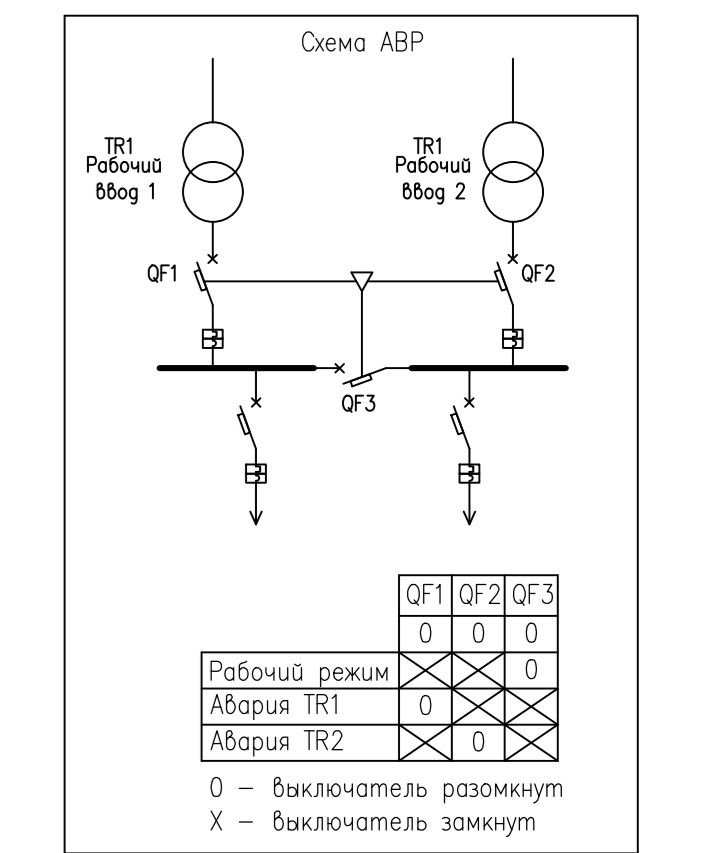 Схема АВР
TR1
Рабочий
ввод 1
TR1
Рабочий
ввод 2
QF1
QF2
QF3
QF1 QF2 QF3
0 0 0
Рабочий режим X X 0
Авария TR1 0 X X
Авария TR2 X 0 X
0 – выключатель разомкнут
X – выключатель замкнут